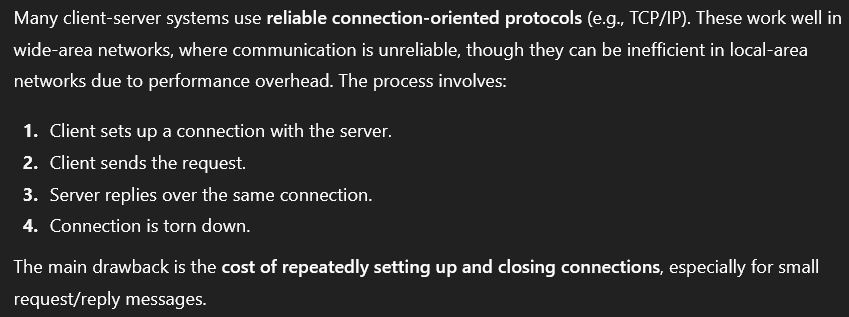 Many client-server systems use reliable connection-oriented protocols (e.g., TCP/IP). These work well in
wide-area networks, where communication is unreliable, though they can be inefficient in local-area
networks due to performance overhead. The process involves:
1. Client sets up a connection with the server.
2. Client sends the request.
3. Server replies over the same connection.
4. Connection is torn down.
The main drawback is the cost of repeatedly setting up and closing connections, especially for small
request/reply messages.